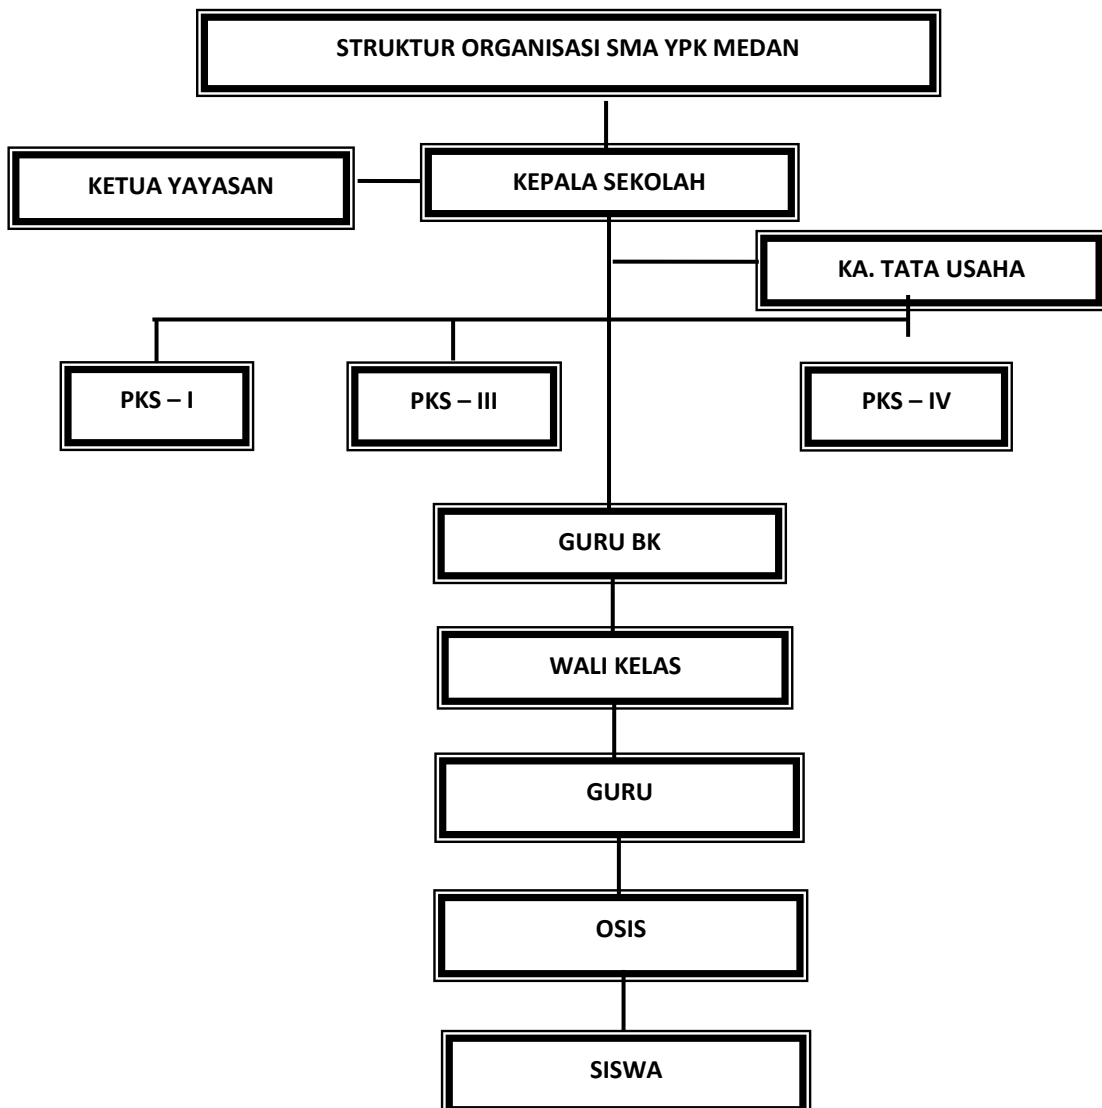 STRUKTUR ORGANISASI SMA YPK MEDAN
KETUA YAYASAN
KEPALA SEKOLAH
KA. TATA USAHA
PKS – I
PKS – III
PKS – IV
GURU BK
WALI KELAS
GURU
OSIS
SISWA